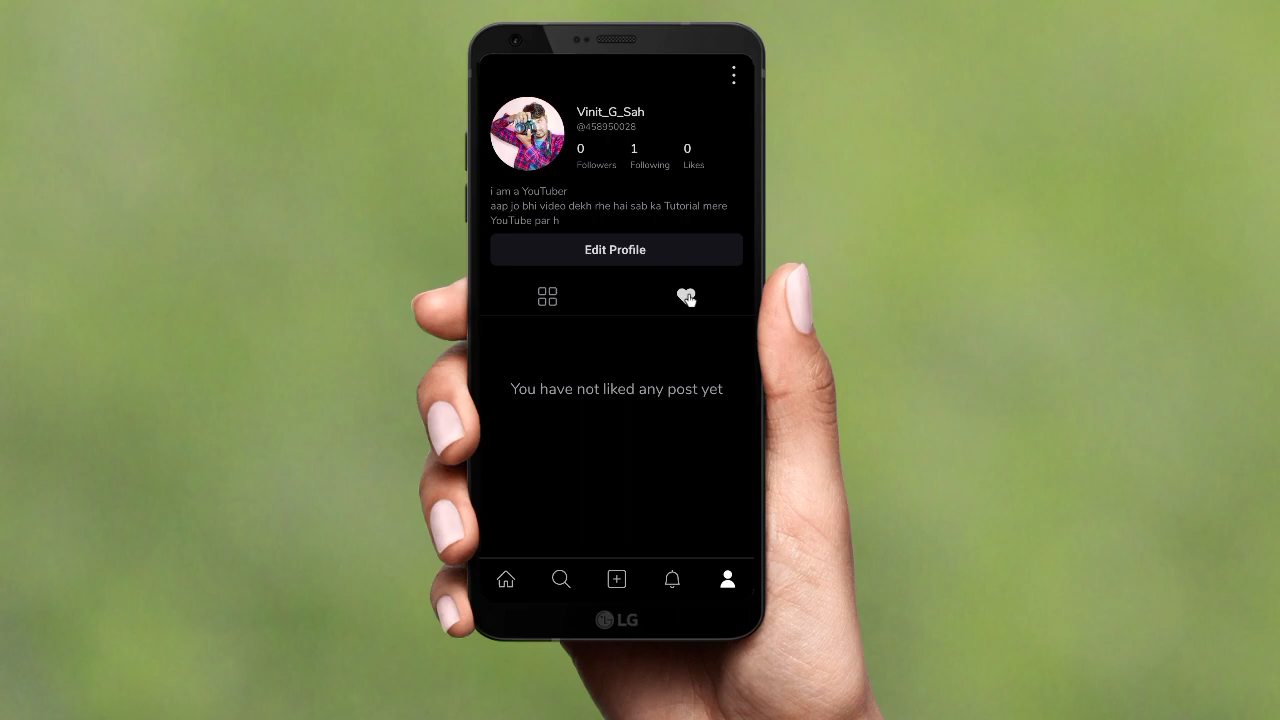 Vinit_G_Sah
@458950028
0 1 0
Followers Following Likes
i am a YouTuber
aap jo bhi video dekh rhe hai sab ka Tutorial mere
YouTube par h
Edit Profile
You have not liked any post yet
LG